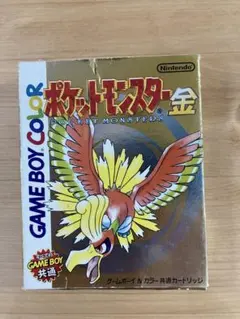 Nintendo
ポケットモンスター金
POCKET MONSTERS
GAME BOY COLOR
GAME BOY
共通
ゲームボーイ&カラー共通カートリッジ